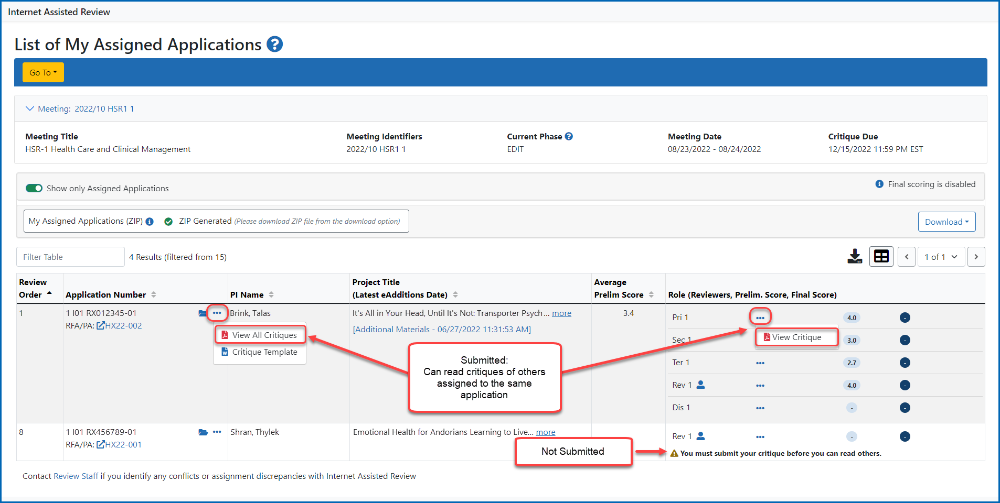 Internet Assisted Review
List of My Assigned Applications ?
Go To
Meeting: 2022/10 HSR1 1
Meeting Title
HSR-1 Health Care and Clinical Management
Meeting Identifiers
2022/10 HSR1 1
Current Phase ?
EDIT
Meeting Date
08/23/2022 - 08/24/2022
Critique Due
12/15/2022 11:59 PM EST
Show only Assigned Applications
Final scoring is disabled
My Assigned Applications (ZIP) ZIP Generated (Please download ZIP file from the download option)
Download
Filter Table
4 Results (filtered from 15)
1 of 1
Review Order
Application Number
PI Name
Project Title
(Latest eAdditions Date)
Average
Prelim Score
Role (Reviewers, Prelim. Score, Final Score)
1
1 I01 RX012345-01
RFA/PA: HX22-002
View All Critiques
Critique Template
Brink, Talas
It's All in Your Head, Until It's Not: Transporter Psych... more
[Additional Materials - 06/27/2022 11:31:53 AM]
3.4
Pri 1 ••• 4.0 -
View Critique
Sec 1 3.0 -
Ter 1 ••• 2.7 -
Rev 1 ••• 4.0 -
Dis 1 ••• - -
Submitted:
Can read critiques of others
assigned to the same
application
8
1 I01 RX456789-01
RFA/PA: HX22-001
Shran, Thylek
Emotional Health for Andorians Learning to Live... more
Rev 1 ••• - -
Not Submitted
You must submit your critique before you can read others.
Contact Review Staff if you identify any conflicts or assignment discrepancies with Internet Assisted Review